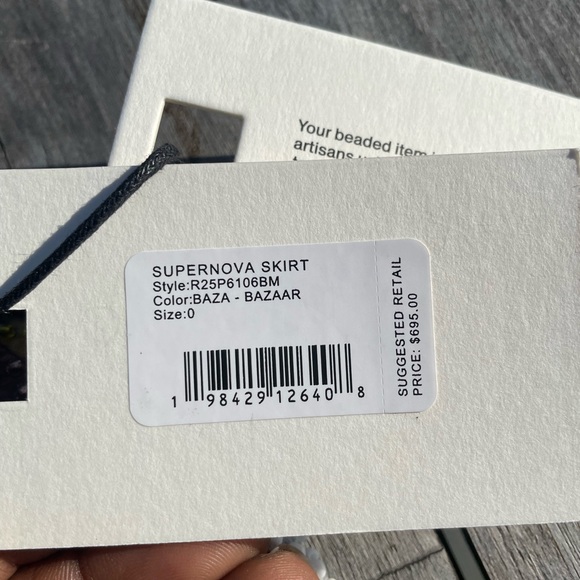 Your beaded item
artisans
SUPERNOVA SKIRT
Style:R25P6106BM
Color:BAZA - BAZAAR
Size:0
1 98429 12640 8
SUGGESTED RETAIL
PRICE: $695.00